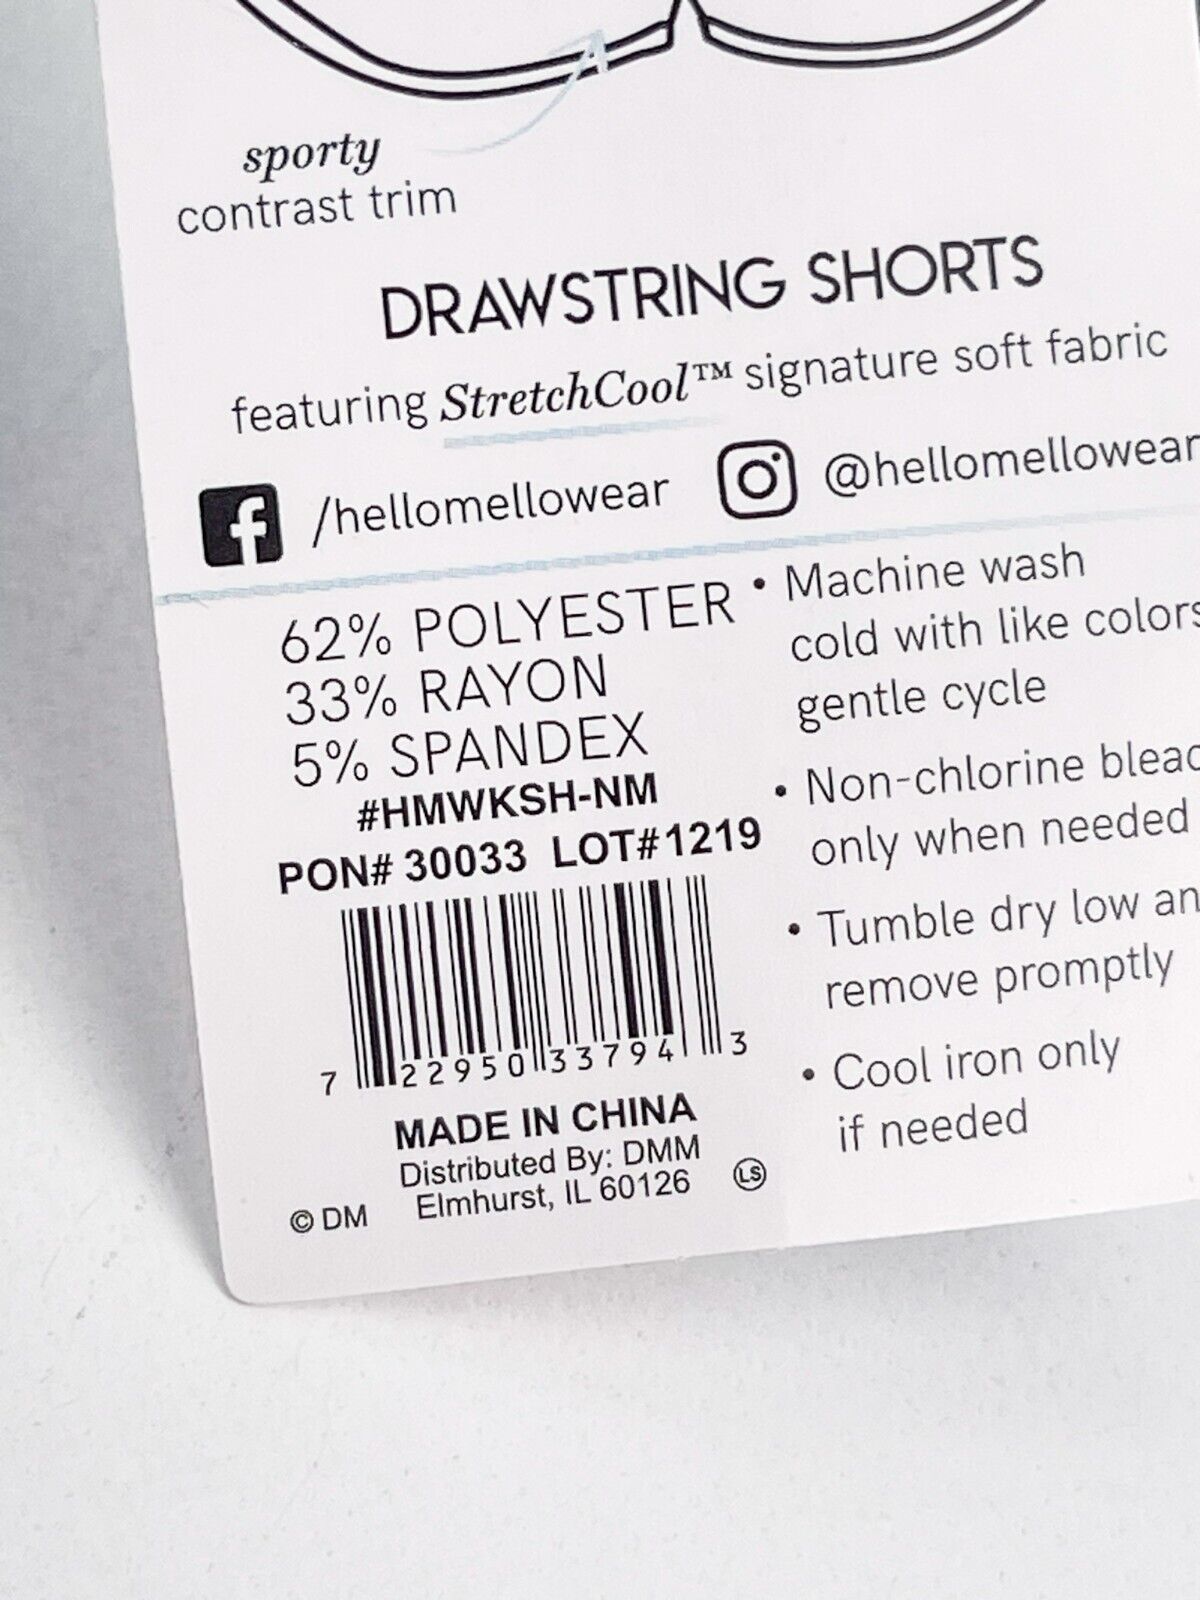 sporty
contrast trim
DRAWSTRING SHORTS
featuring StretchCool™ signature soft fabric
/hellomellowear @hellomellowear
62% POLYESTER
33% RAYON
5% SPANDEX
#HMWKSH-NM
PON# 30033 LOT#1219
7 22950 33794 3
MADE IN CHINA
Distributed By: DMM
Elmhurst, IL 60126
© DM
LS
• Machine wash
cold with like colors
gentle cycle
• Non-chlorine bleac
only when needed
• Tumble dry low an
remove promptly
• Cool iron only
if needed